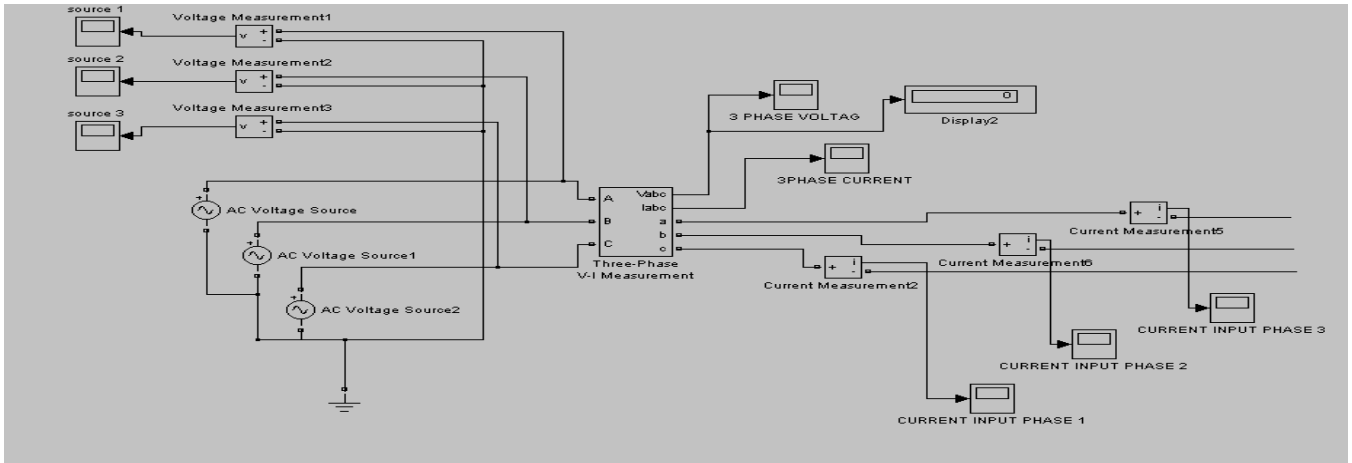 source 1
Voltage Measurement1
v
+
-
source 2
Voltage Measurement2
v
+
-
source 3
Voltage Measurement3
v
+
-
3 PHASE VOLTAG
0
Display2
3PHASE CURRENT
+
AC Voltage Source
+
AC Voltage Source1
+
AC Voltage Source2
A
B
C
Vabc
Iabc
a
b
c
Three-Phase
V-I Measurement
+
i
-
Current Measurement5
+
i
-
Current Measurement6
+
i
-
Current Measurement2
CURRENT INPUT PHASE 3
CURRENT INPUT PHASE 2
CURRENT INPUT PHASE 1